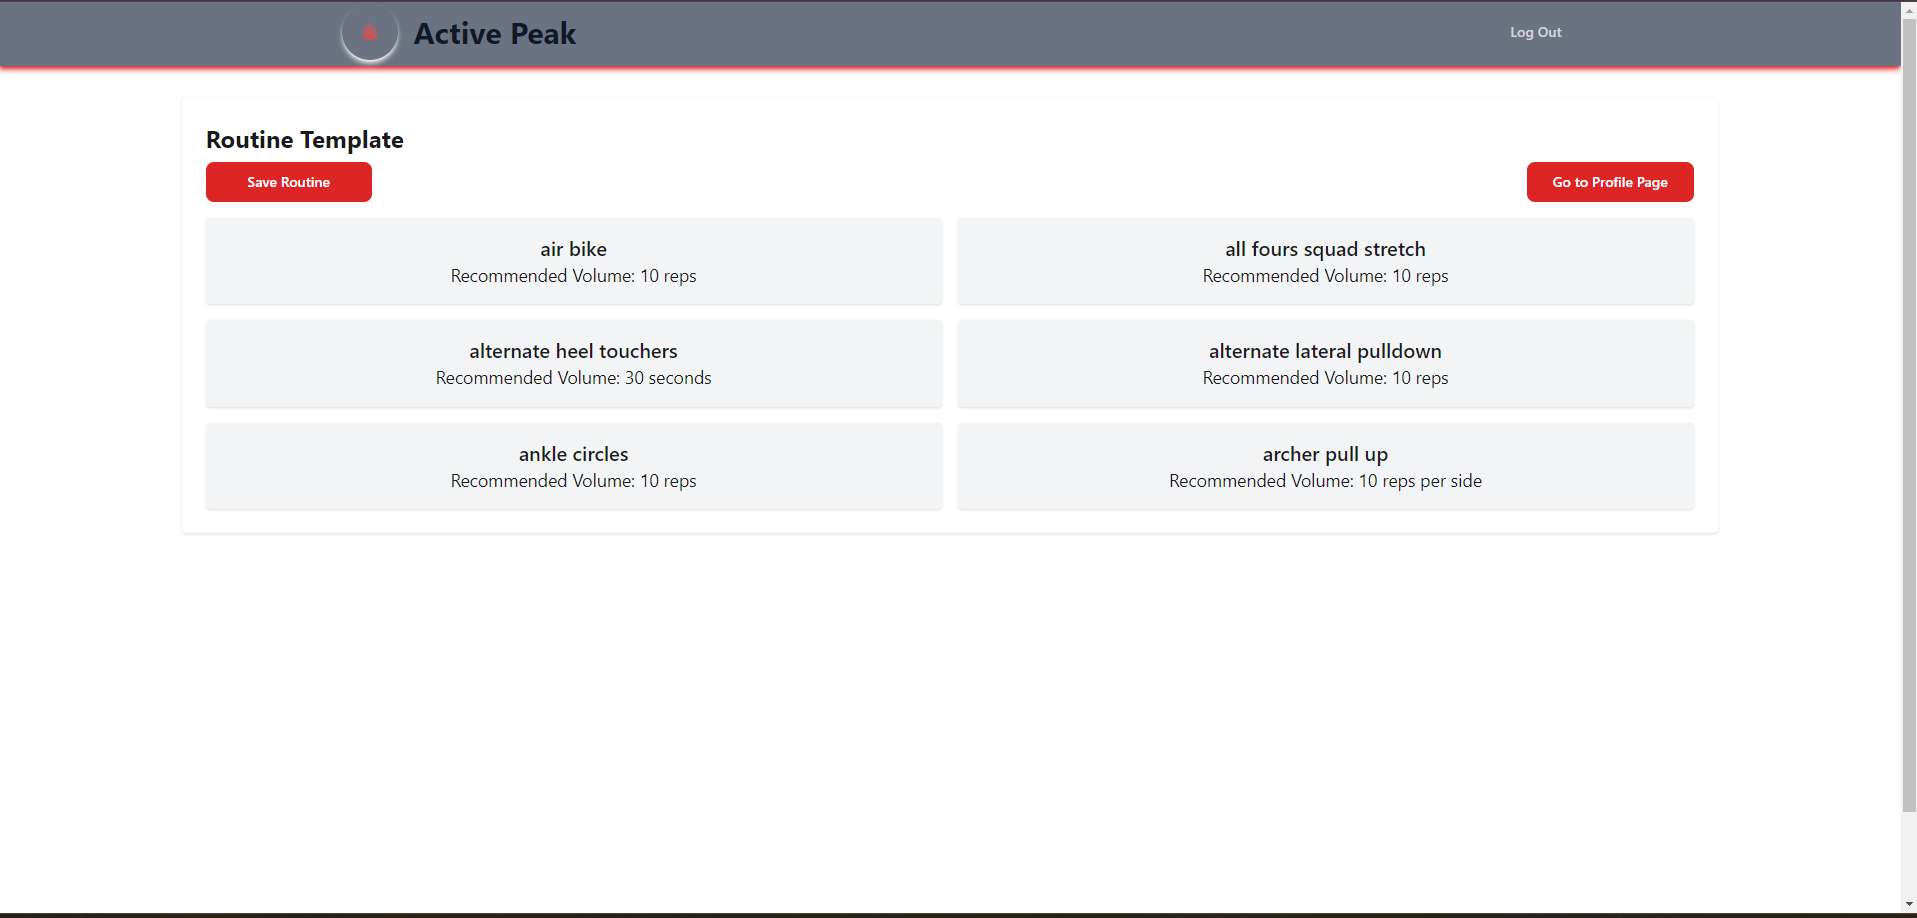 Active Peak
Log Out
Routine Template
Save Routine
Go to Profile Page
air bike
Recommended Volume: 10 reps
all fours squad stretch
Recommended Volume: 10 reps
alternate heel touchers
Recommended Volume: 30 seconds
alternate lateral pulldown
Recommended Volume: 10 reps
ankle circles
Recommended Volume: 10 reps
archer pull up
Recommended Volume: 10 reps per side